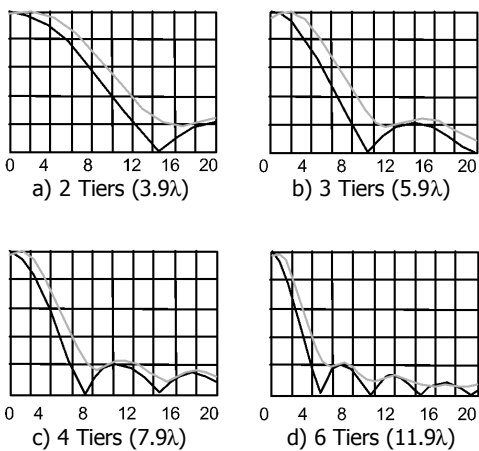 0 4 8 12 16 20
0 4 8 12 16 20
a) 2 Tiers (3.9λ)
b) 3 Tiers (5.9λ)
0 4 8 12 16 20
0 4 8 12 16 20
c) 4 Tiers (7.9λ)
d) 6 Tiers (11.9λ)